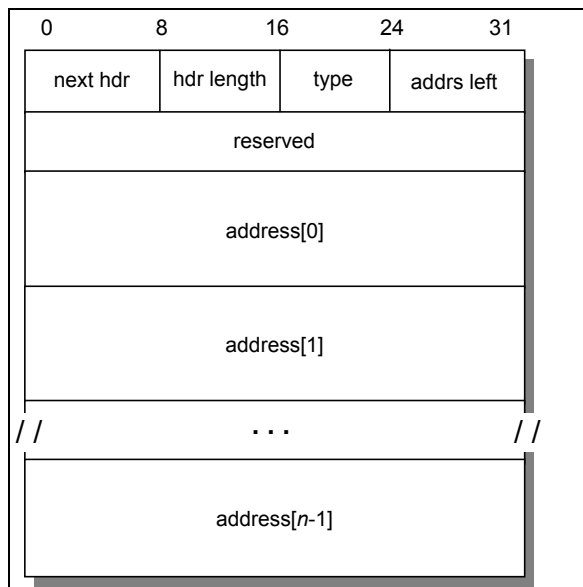 0 8 16 24 31
next hdr hdr length type addrs left
reserved
address[0]
address[1]
// . . . //
address[n-1]